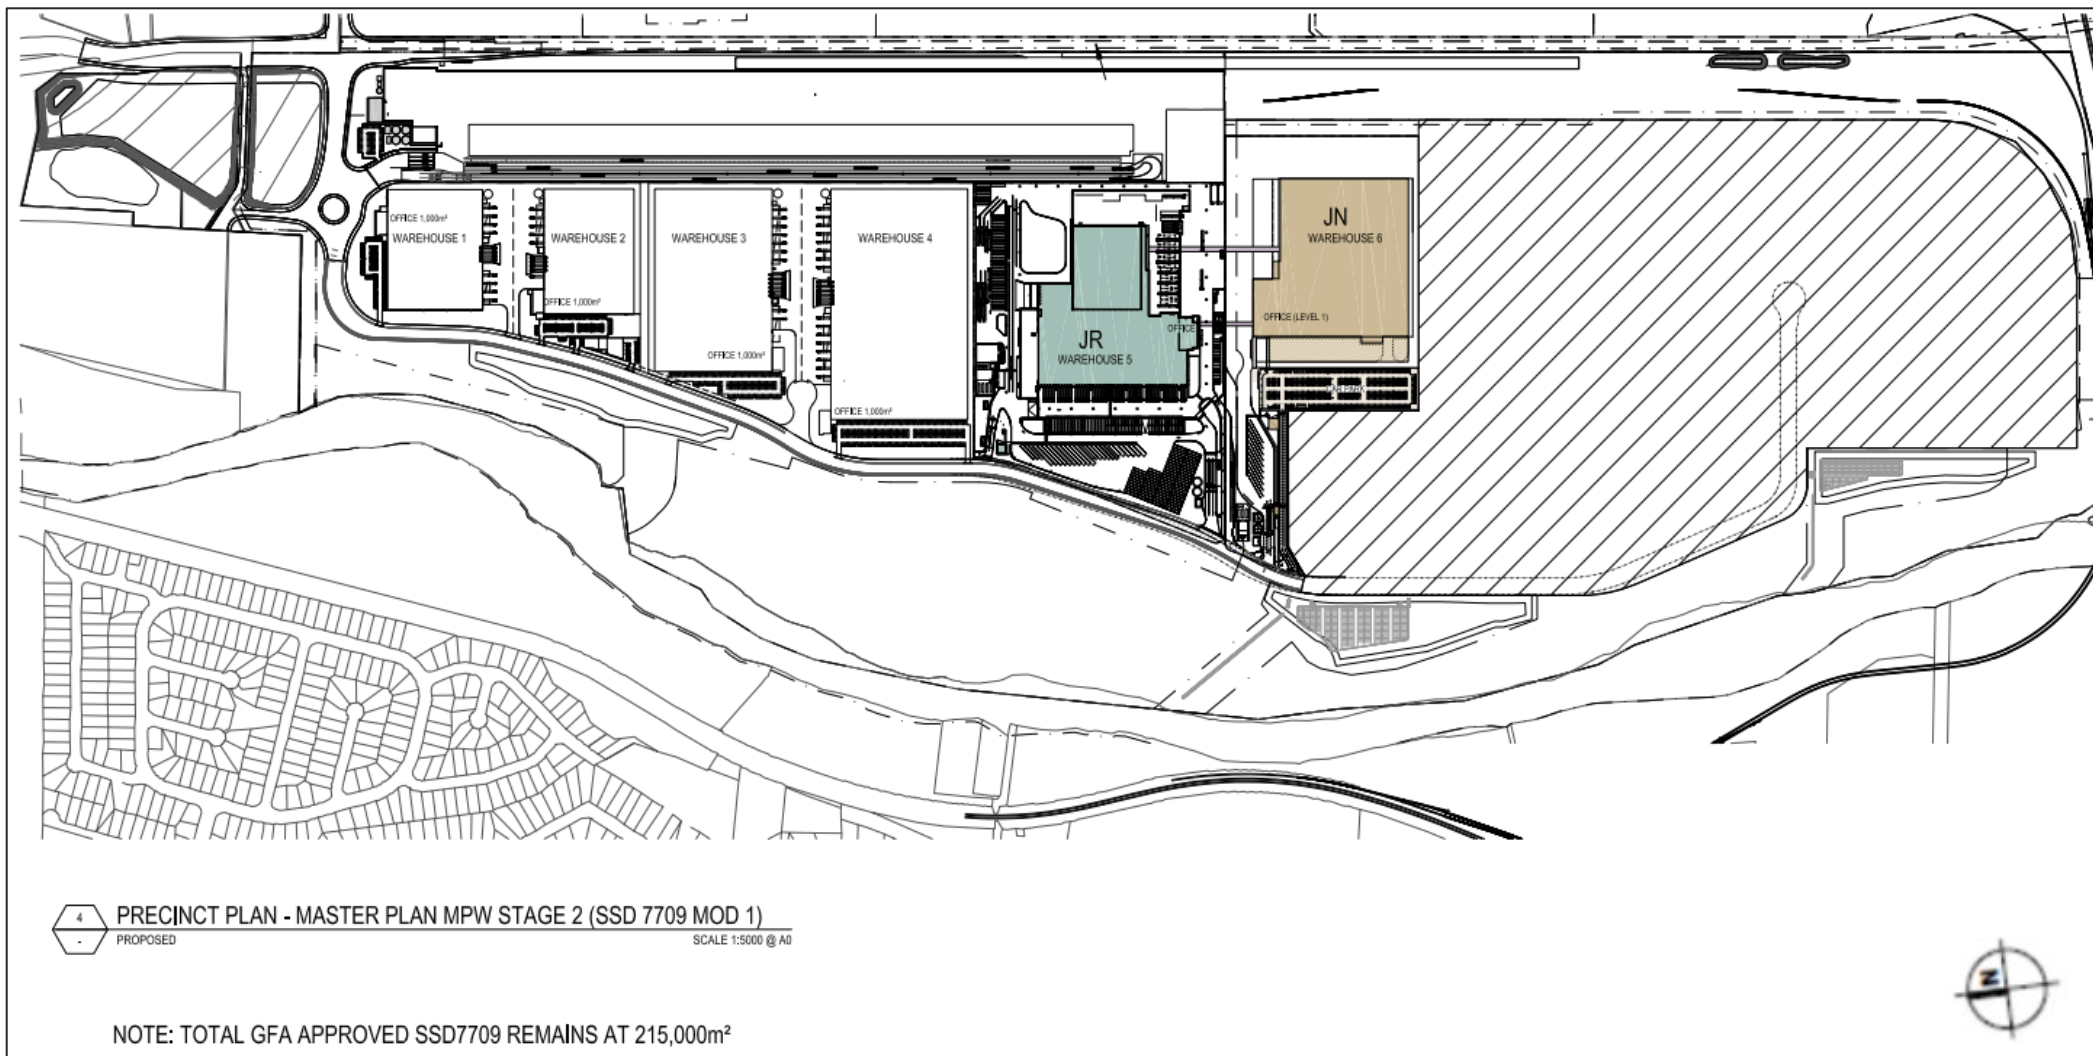 OFFICE 1,000m²
WAREHOUSE 1
WAREHOUSE 2
OFFICE 1,000m²
WAREHOUSE 3
OFFICE 1,000m²
WAREHOUSE 4
OFFICE 1,000m²
JR
WAREHOUSE 5
OFFICE
JN
WAREHOUSE 6
OFFICE (LEVEL 1)
CAR PARK
4
-
PRECINCT PLAN - MASTER PLAN MPW STAGE 2 (SSD 7709 MOD 1)
PROPOSED
SCALE 1:5000 @ A0
N
NOTE: TOTAL GFA APPROVED SSD7709 REMAINS AT 215,000m²